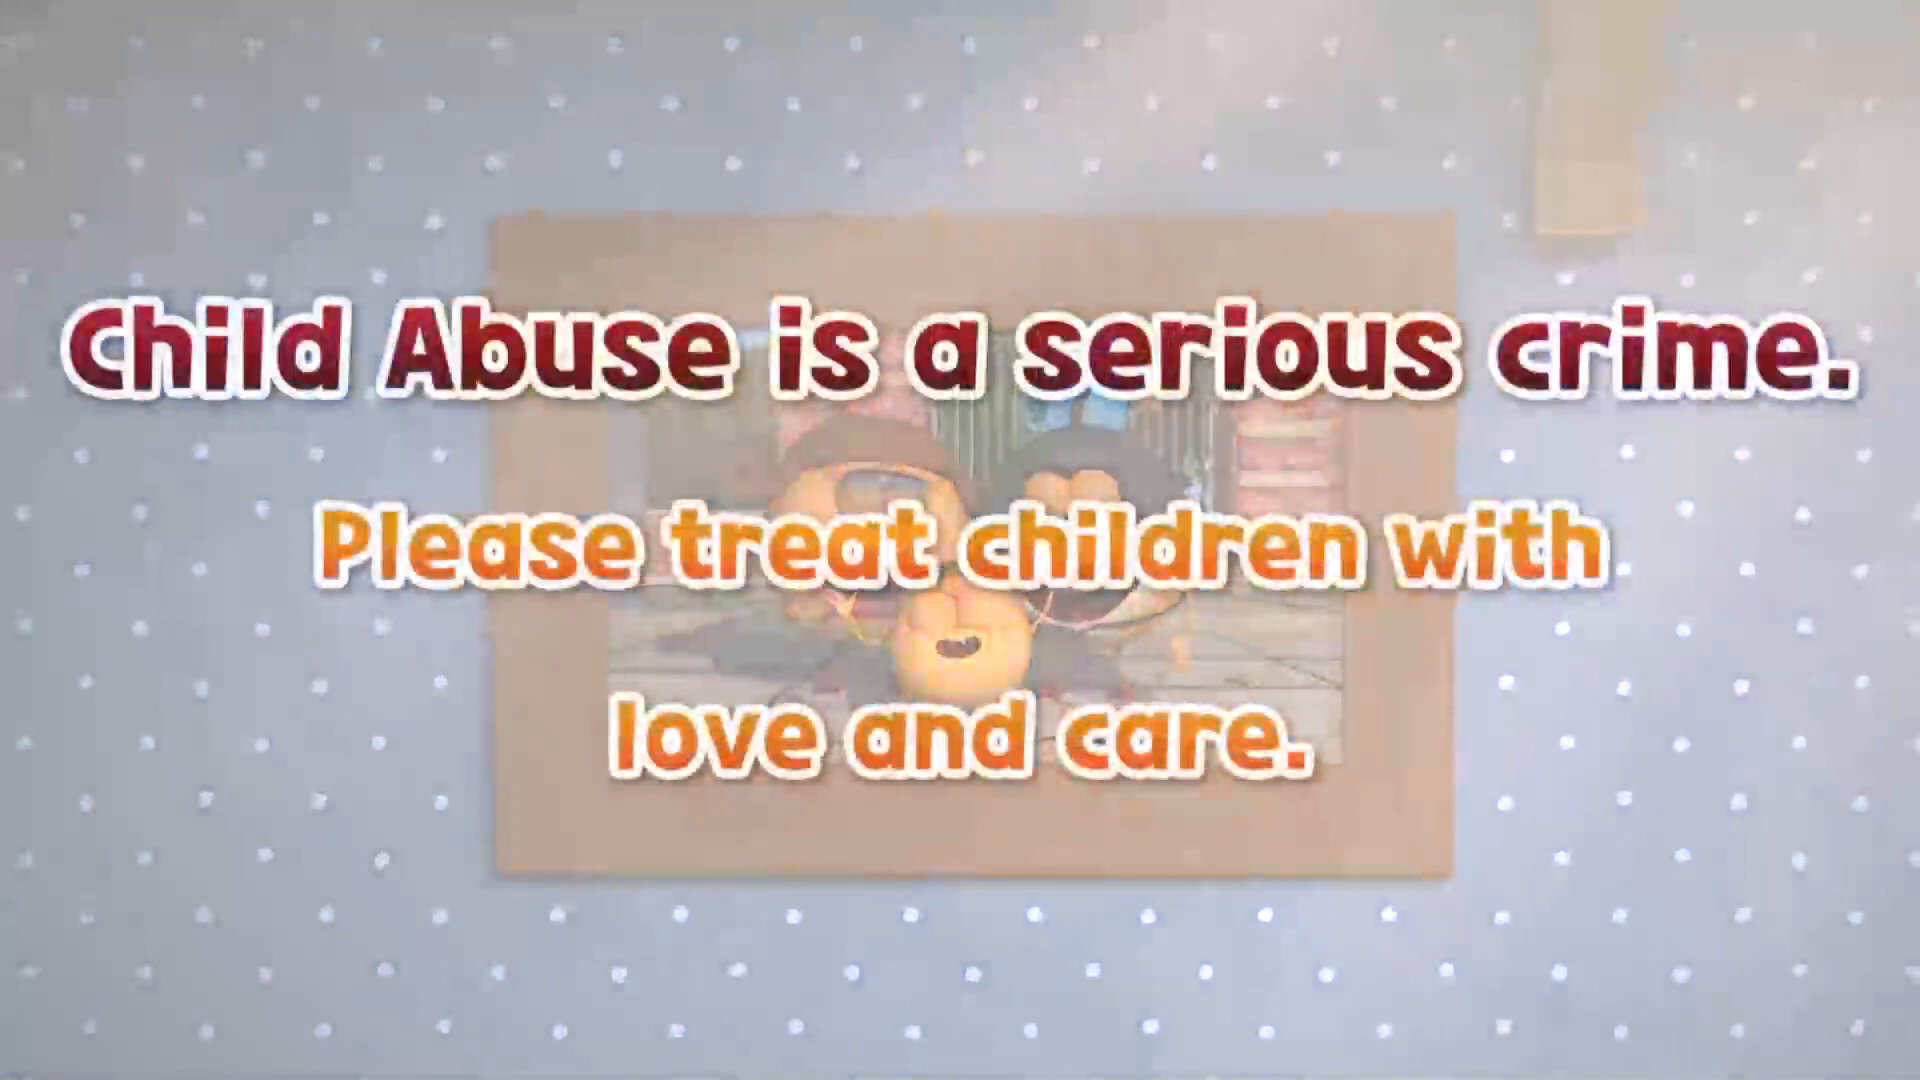 Child Abuse is a serious crime.
Please treat children with
love and care.